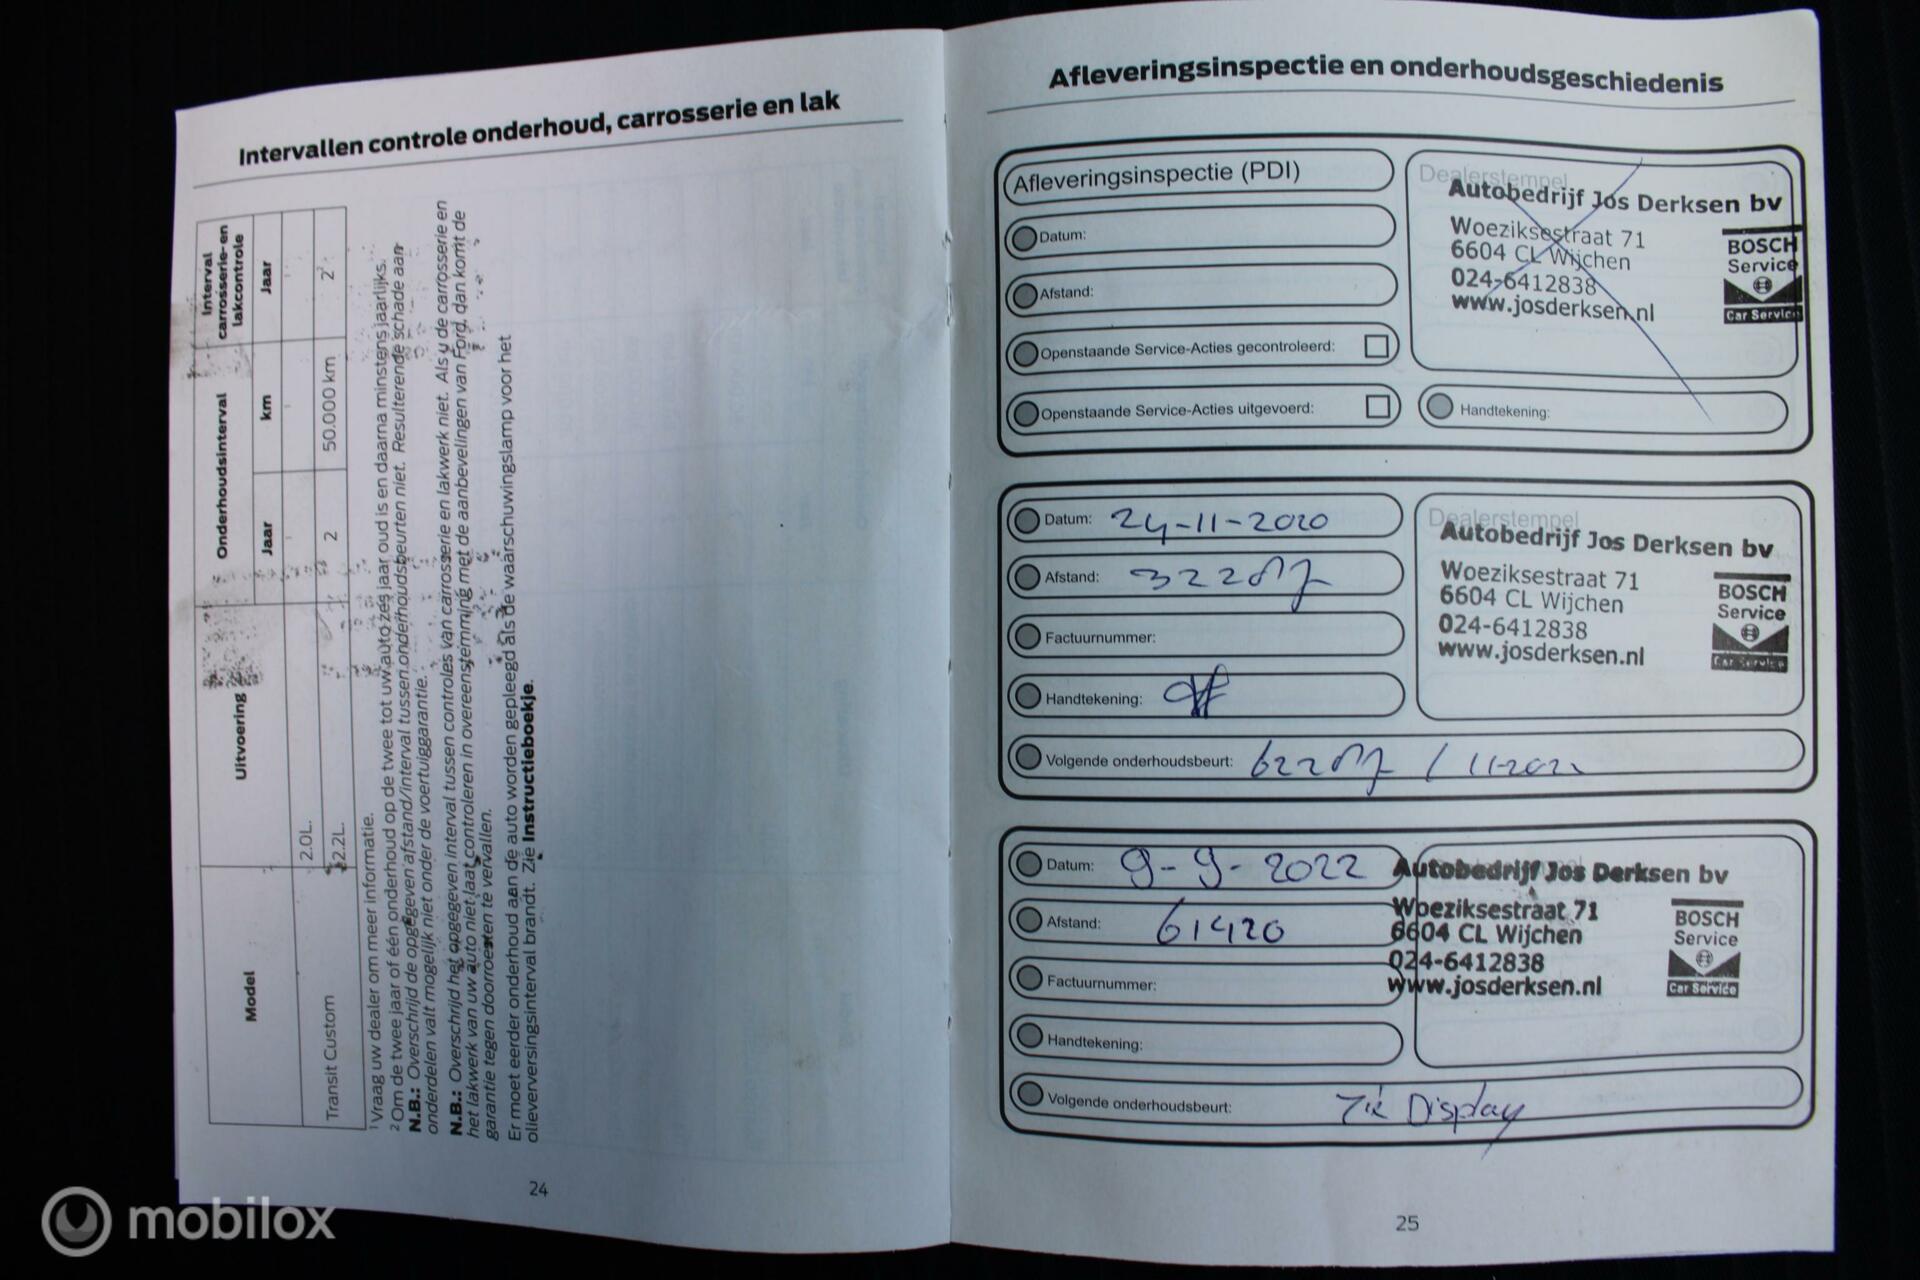 Intervallen controle onderhoud, carrosserie en lak
Model
Uitvoering
Onderhoudsinterval
Interval carrosserie-en lakcontrole
Jaar
km
Jaar
2.0L.
Transit Custom
2.2L.
2
50.000 km
2
1 Vraag uw dealer om meer informatie.
2 Om de twee jaar of één onderhoud op de twee tot uw auto zes jaar oud is en daarna minstens jaarlijks.
N.B.: Overschrijd de opgegeven afstand/interval tussen onderhoudsbeurten niet. Resulterende schade aan
onderdelen valt mogelijk niet onder de voertuiggarantie.
N.B.: Overschrijd het opgegeven interval tussen controles van carrosserie en lakwerk niet. Als u de carrosserie en
het lakwerk van uw auto niet laat controleren in overeenstemming met de aanbevelingen van Ford, dan komt de
garantie tegen doorroesten te vervallen.
Er moet eerder onderhoud aan de auto worden gepleegd als de waarschuwingslamp voor het
olieverversingsinterval brandt. Zie Instructieboekje.
24
Afleveringsinspectie en onderhoudsgeschiedenis
Afleveringsinspectie (PDI)
Datum:
Afstand:
Openstaande Service-Acties gecontroleerd:
Openstaande Service-Acties uitgevoerd:
Dealerstempel
Autobedrijf Jos Derksen bv
Woeziksestraat 71
6604 CL Wijchen
024-6412838
www.josderksen.nl
BOSCH
Service
Car Service
Handtekening:
Datum: 24-11-2020
Afstand:
Factuurnummer:
Handtekening:
Volgende onderhoudsbeurt:
Dealerstempel
Autobedrijf Jos Derksen bv
Woeziksestraat 71
6604 CL Wijchen
024-6412838
www.josderksen.nl
BOSCH
Service
Car Service
Datum: 9-9-2022
Afstand: 61420
Factuurnummer:
Handtekening:
Volgende onderhoudsbeurt: Zie Display
Autobedrijf Jos Derksen bv
Woeziksestraat 71
6604 CL Wijchen
024-6412838
www.josderksen.nl
BOSCH
Service
Car Service
25
mobilox